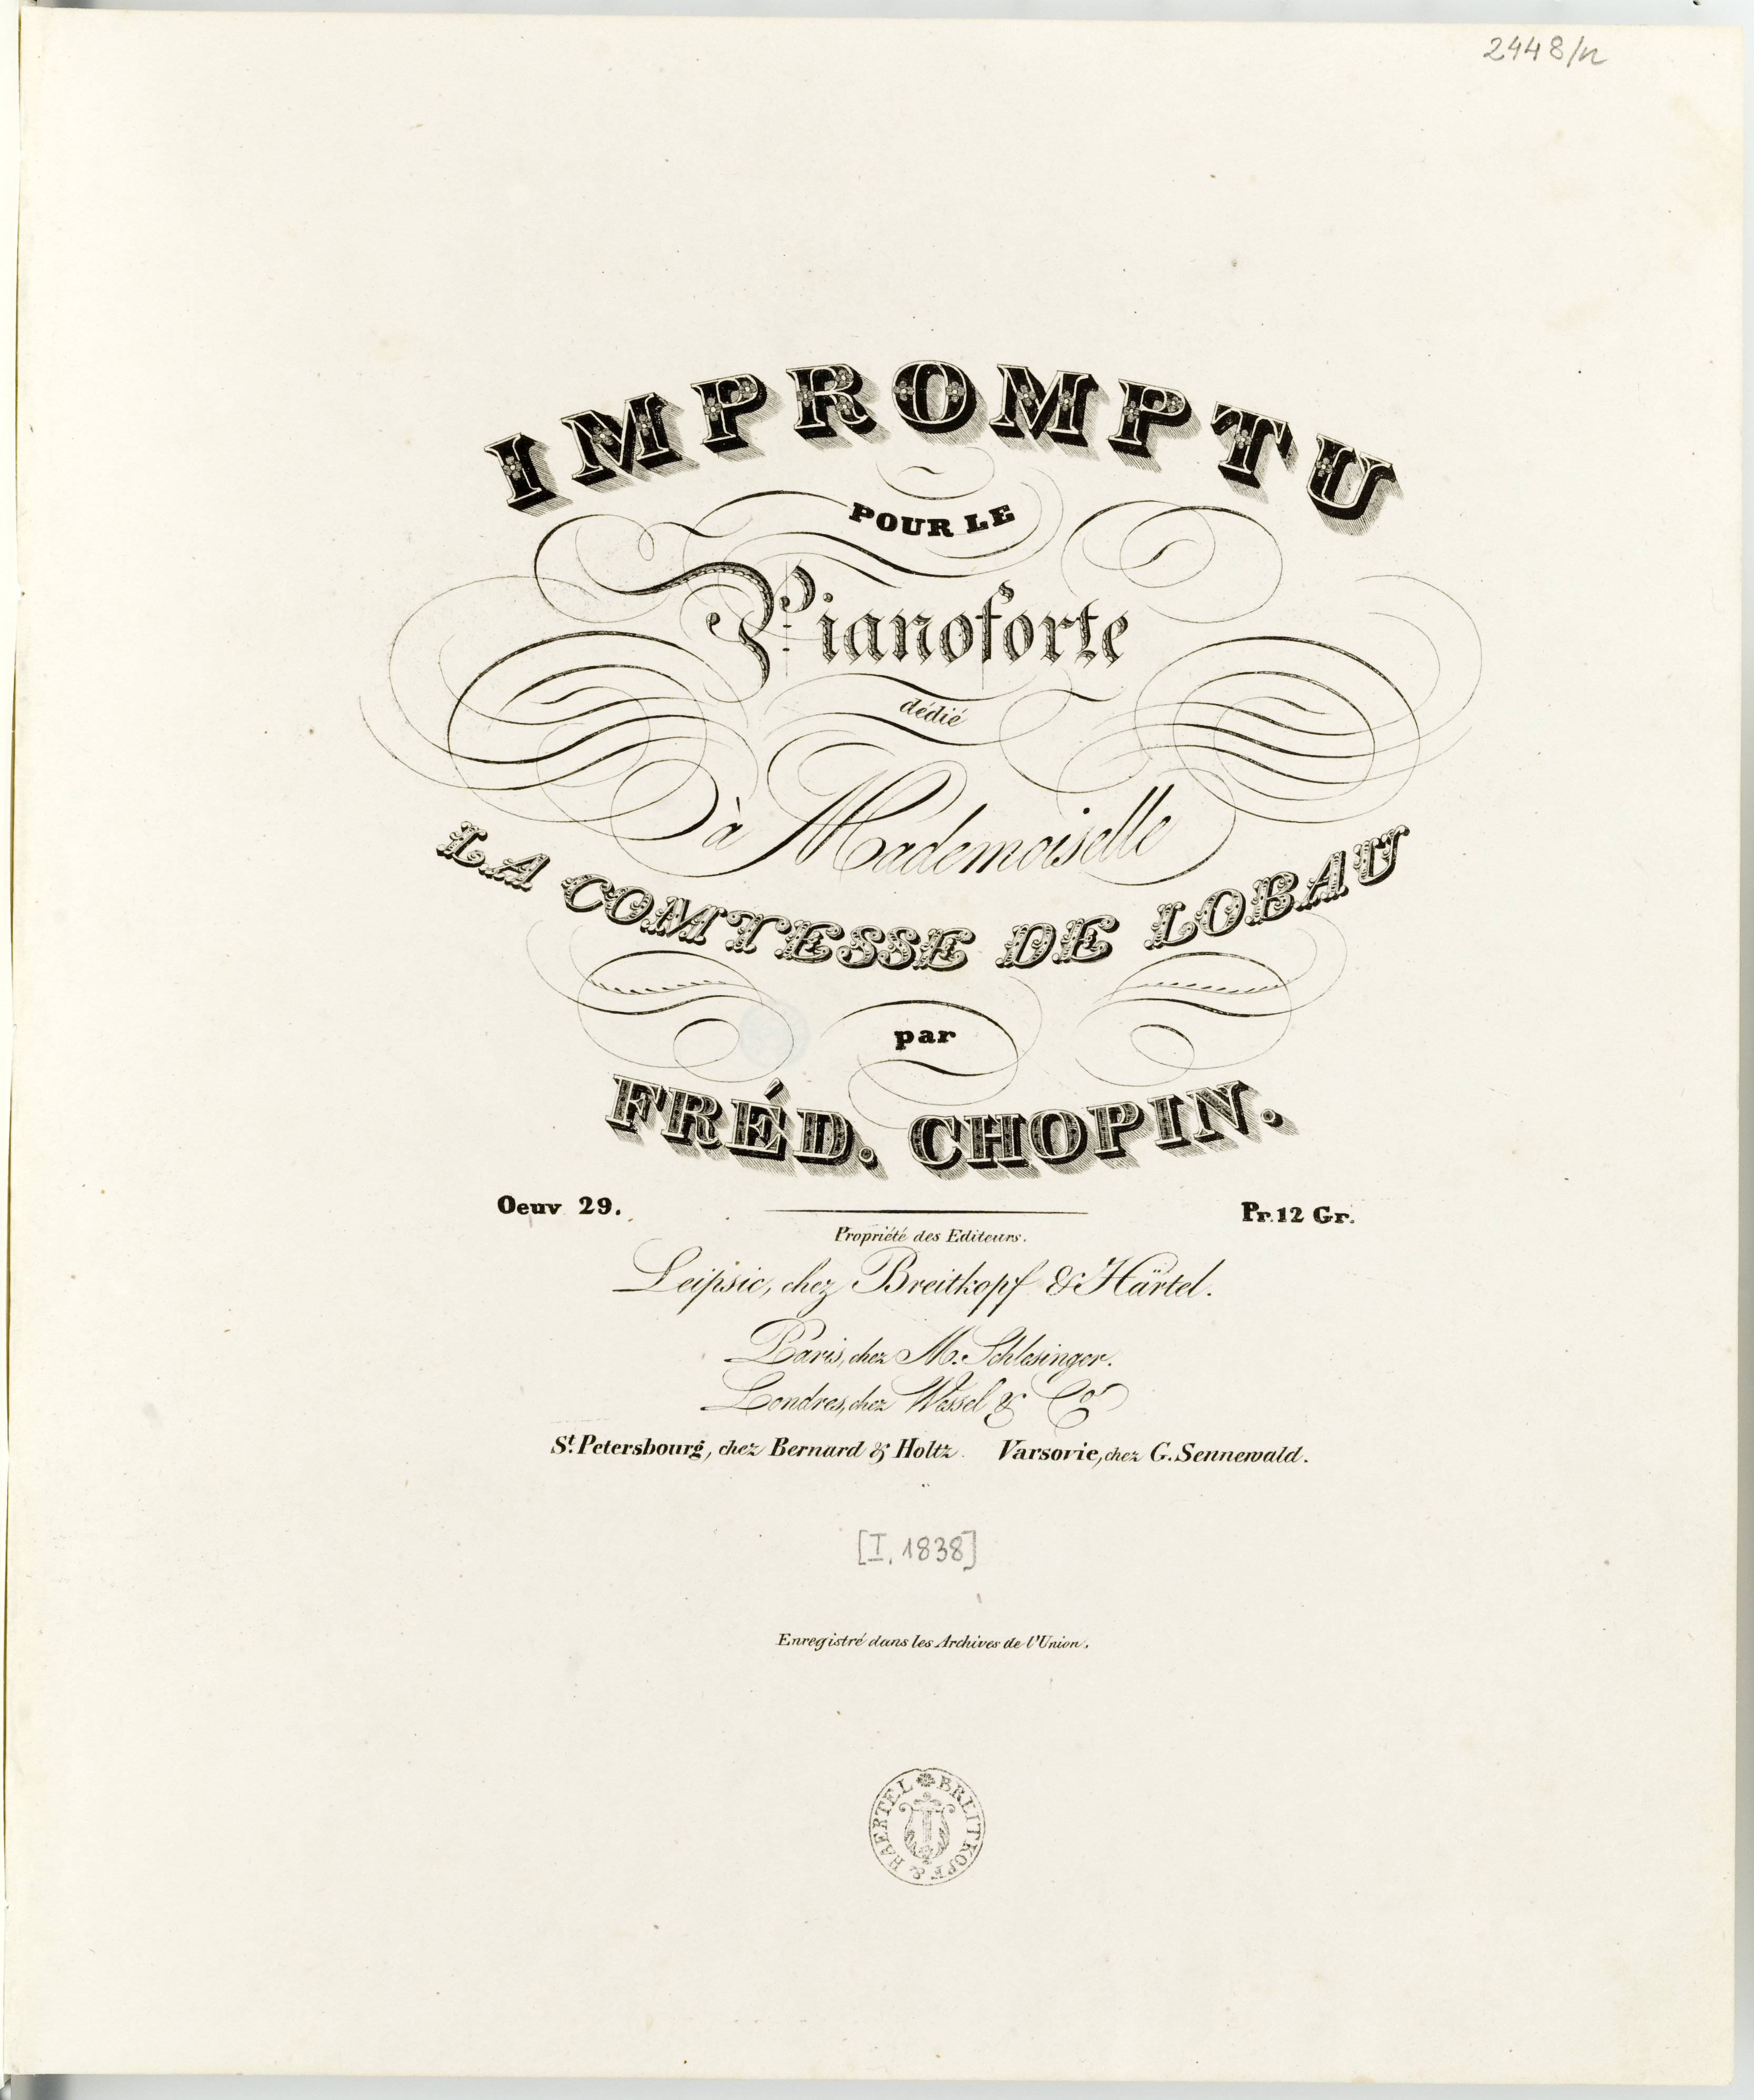 2448/n
IMPROMPTU
POUR LE
Pianoforte
dédié
à Mademoiselle
LA COMTESSE DE LOBAU
par
FRÉD. CHOPIN.
Oeuv 29.
Pr. 12 Gr.
Propriété des Editeurs.
Leipsic, chez Breitkopf & Härtel.
Paris, chez M. Schlesinger.
Londres, chez Wessel & Co
St. Petersbourg, chez Bernard & Holtz. Varsovie, chez G. Sennewald.
[I. 1838]
Enregistré dans les Archives de l'Union.
BREITKOPF & HAERTEL